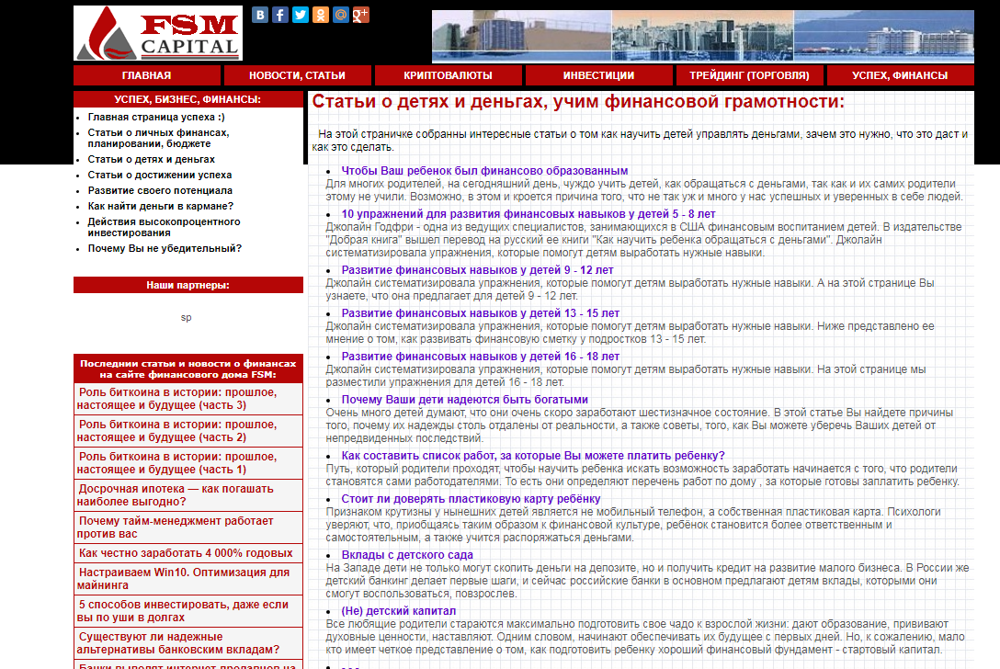 FSM
CAPITAL
ГЛАВНАЯ
НОВОСТИ, СТАТЬИ
КРИПТОВАЛЮТЫ
ИНВЕСТИЦИИ
ТРЕЙДИНГ (ТОРГОВЛЯ)
УСПЕХ, ФИНАНСЫ
УСПЕХ, БИЗНЕС, ФИНАНСЫ:
Главная страница успеха :)
Статьи о личных финансах,
планировании, бюджете
Статьи о детях и деньгах
Статьи о достижении успеха
Развитие своего потенциала
Как найти деньги в кармане?
Действия высокопроцентного
инвестирования
Почему Вы не убедительный?
Наши партнеры:
sp
Последнии статьи и новости о финансах
на сайте финансового дома FSM:
Роль биткоина в истории: прошлое,
настоящее и будущее (часть 3)
Роль биткоина в истории: прошлое,
настоящее и будущее (часть 2)
Роль биткоина в истории: прошлое,
настоящее и будущее (часть 1)
Досрочная ипотека — как погашать
наиболее выгодно?
Почему тайм-менеджмент работает
против вас
Как честно заработать 4 000% годовых
Настраиваем Win10. Оптимизация для
майнинга
5 способов инвестировать, даже если
вы по уши в долгах
Существуют ли надежные
альтернативы банковским вкладам?
Банки выводят интернет-продавцов на
Статьи о детях и деньгах, учим финансовой грамотности:
На этой страничке собранны интересные статьи о том как научить детей управлять деньгами, зачем это нужно, что это даст и
как это сделать.
Чтобы Ваш ребенок был финансово образованным
Для многих родителей, на сегодняшний день, чуждо учить детей, как обращаться с деньгами, так как и их самих родители
этому не учили. Возможно, в этом и кроется причина того, что не так уж и много у нас успешных и уверенных в себе людей.
10 упражнений для развития финансовых навыков у детей 5 - 8 лет
Джолайн Годфри - одна из ведущих специалистов, занимающихся в США финансовым воспитанием детей. В издательстве
"Добрая книга" вышел перевод на русский ее книги "Как научить ребенка обращаться с деньгами". Джолайн
систематизировала упражнения, которые помогут детям выработать нужные навыки.
Развитие финансовых навыков у детей 9 - 12 лет
Джолайн систематизировала упражнения, которые помогут детям выработать нужные навыки. А на этой странице Вы
узнаете, что она предлагает для детей 9 - 12 лет.
Развитие финансовых навыков у детей 13 - 15 лет
Джолайн систематизировала упражнения, которые помогут детям выработать нужные навыки. Ниже представлено ее
мнение о том, как развивать финансовую сметку у подростков 13 - 15 лет.
Развитие финансовых навыков у детей 16 - 18 лет
Джолайн систематизировала упражнения, которые помогут детям выработать нужные навыки. На этой странице мы
разместили упражнения для детей 16 - 18 лет.
Почему Ваши дети надеются быть богатыми
Очень много детей думают, что они очень скоро заработают шестизначное состояние. В этой статье Вы найдете причины
того, почему их надежды столь отдалены от реальности, а также советы, того, как Вы можете уберечь Ваших детей от
непредвиденных последствий.
Как составить список работ, за которые Вы можете платить ребенку?
Путь, который родители проходят, чтобы научить ребенка искать возможность заработать начинается с того, что родители
становятся сами работодателями. То есть они определяют перечень работ по дому , за которые готовы заплатить ребенку.
Стоит ли доверять пластиковую карту ребёнку
Признаком крутизны у нынешних детей является не мобильный телефон, а собственная пластиковая карта. Психологи
уверяют, что, приобщаясь таким образом к финансовой культуре, ребёнок становится более ответственным и
самостоятельным, а также учится распоряжаться деньгами.
Вклады с детского сада
На Западе дети не только могут скопить деньги на депозите, но и получить кредит на развитие малого бизнеса. В России же
детский банкинг делает первые шаги, и сейчас российские банки в основном предлагают детям вклады, которыми они
смогут воспользоваться, повзрослев.
(Не) детский капитал
Все любящие родители стараются максимально подготовить свое чадо к взрослой жизни: дают образование, прививают
духовные ценности, наставляют. Одним словом, начинают обеспечивать их будущее с первых дней. Но, к сожалению, мало
кто имеет четкое представление о том, как подготовить ребенку хороший финансовый фундамент - стартовый капитал.